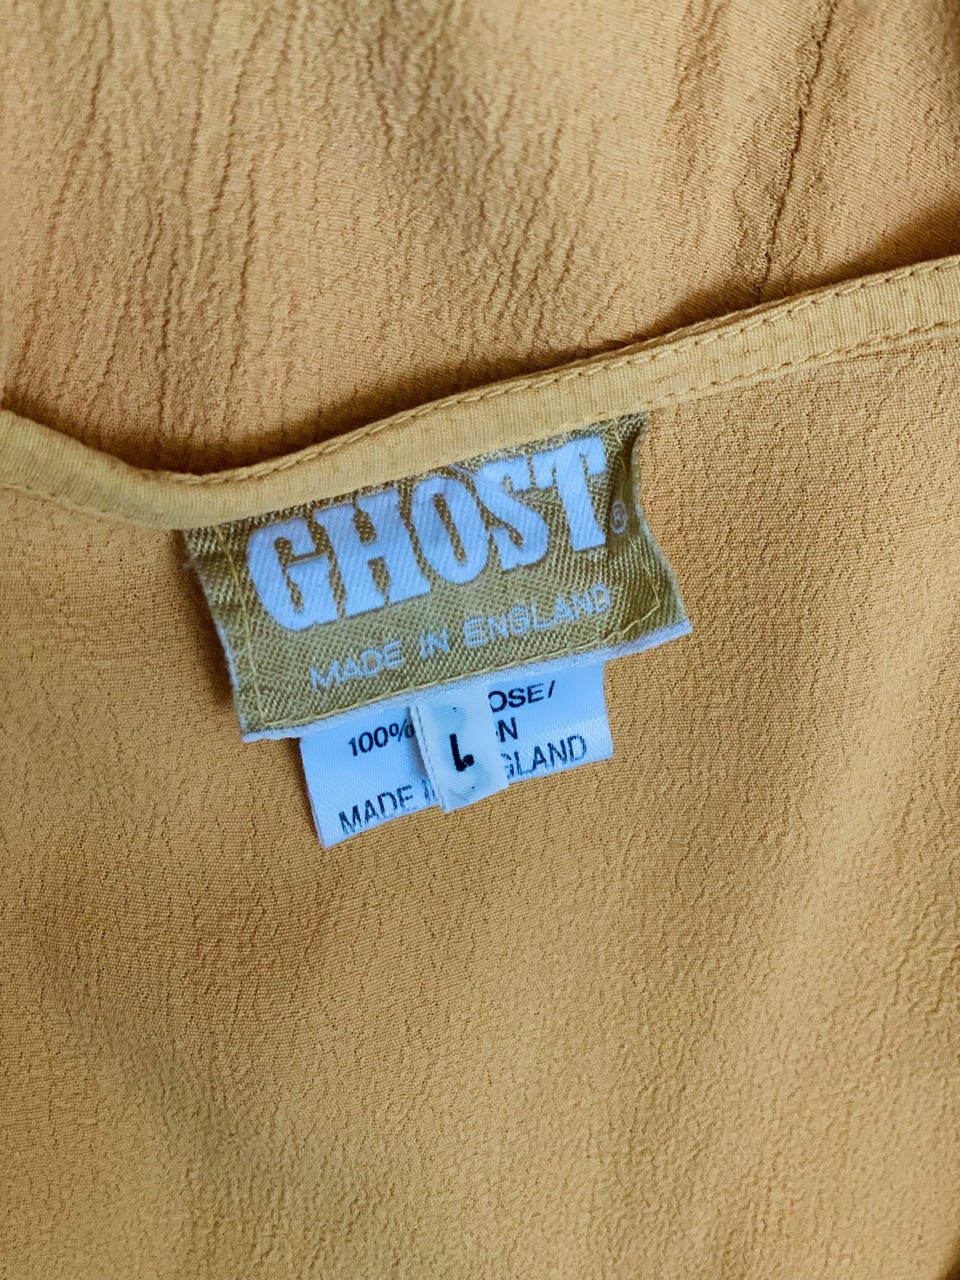 GHOST®
MADE IN ENGLAND
100% OSE/
N
L
MADE GLAND